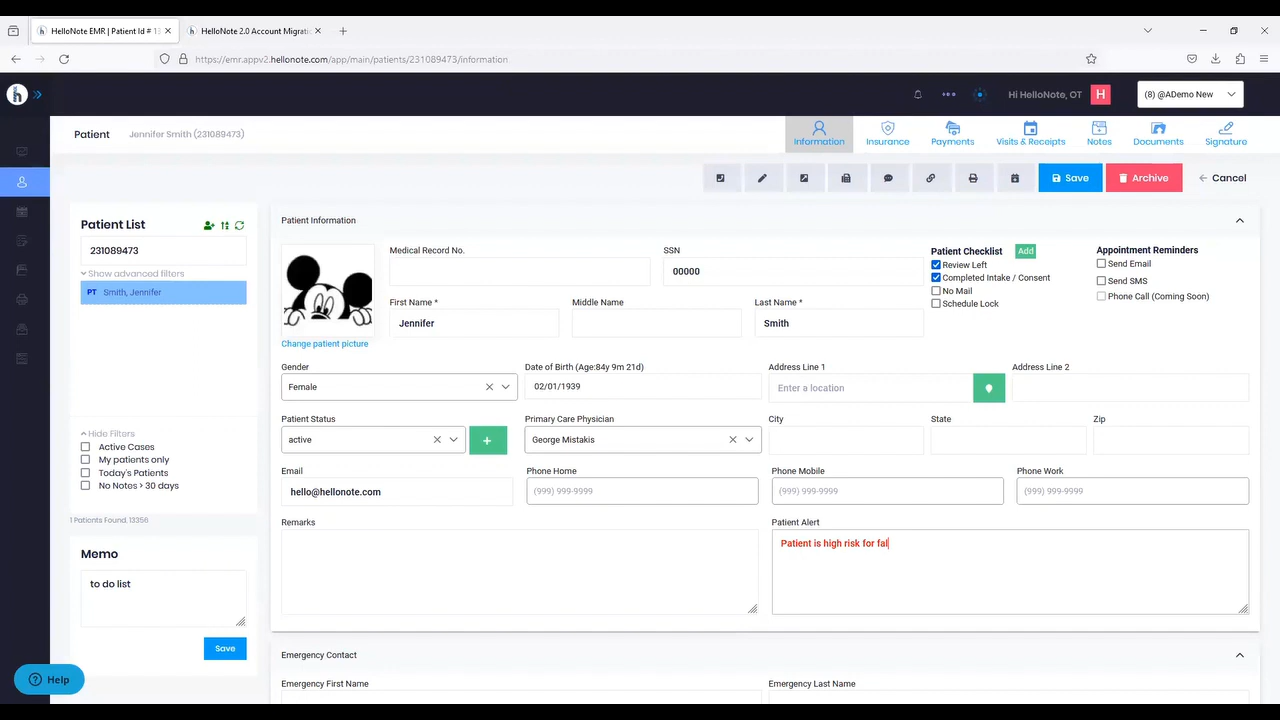 HelloNote EMR | Patient Id # 13
HelloNote 2.0 Account Migratio
https://emr.appv2.hellonote.com/app/main/patients/231089473/information
Hi HelloNote, OT
H
(8) @ADemo New
Patient
Jennifer Smith (231089473)
Information
Insurance
Payments
Visits & Receipts
Notes
Documents
Signature
Save
Archive
Cancel
Patient List
231089473
Show advanced filters
PT Smith, Jennifer
Hide Filters
Active Cases
My patients only
Today's Patients
No Notes > 30 days
1 Patients Found, 13356
Memo
to do list
Save
Help
Patient Information
Medical Record No.
SSN
00000
Patient Checklist
Add
Review Left
Completed Intake / Consent
No Mail
Schedule Lock
Appointment Reminders
Send Email
Send SMS
Phone Call (Coming Soon)
Change patient picture
First Name *
Middle Name
Last Name *
Jennifer
Smith
Gender
Date of Birth (Age:84y 9m 21d)
Address Line 1
Address Line 2
Female
02/01/1939
Enter a location
Patient Status
Primary Care Physician
City
State
Zip
active
George Mistakis
Email
Phone Home
Phone Mobile
Phone Work
hello@hellonote.com
(999) 999-9999
(999) 999-9999
(999) 999-9999
Remarks
Patient Alert
Patient is high risk for fal
Emergency Contact
Emergency First Name
Emergency Last Name